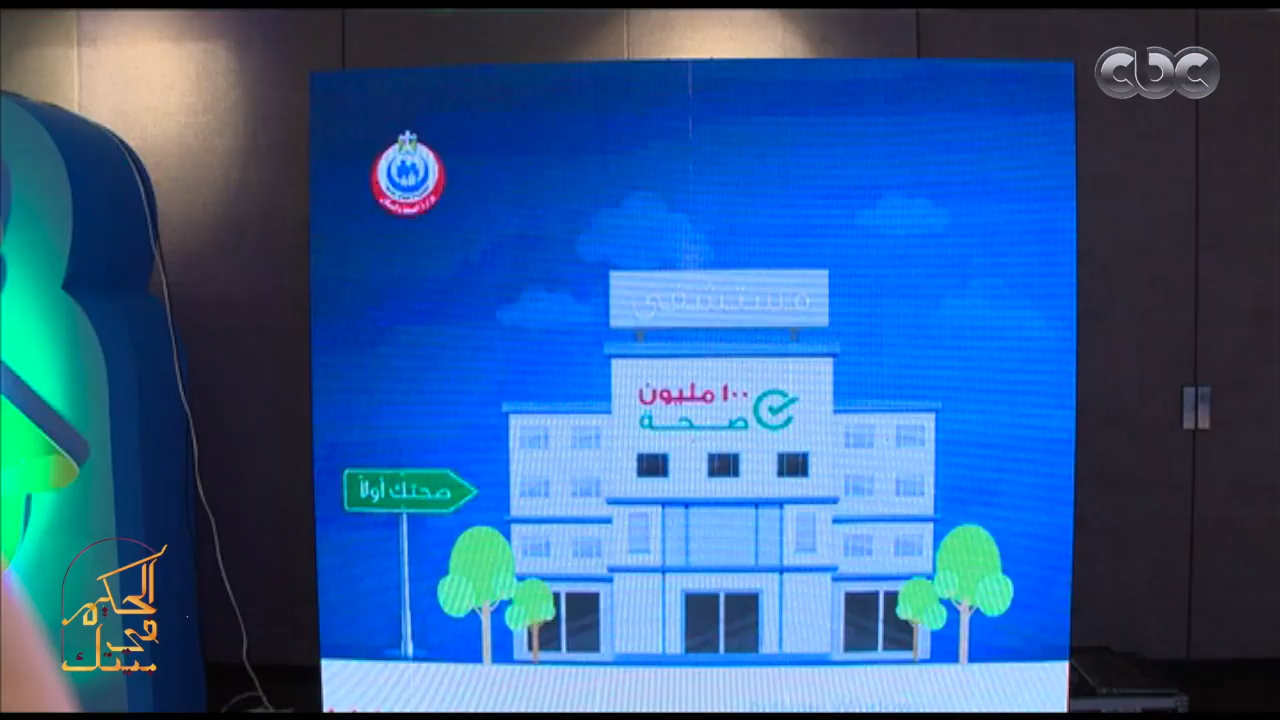 cbc
مستشفى
١٠٠ مليون
صحة
صحتك أولاً
الحكيم
في
بيتك